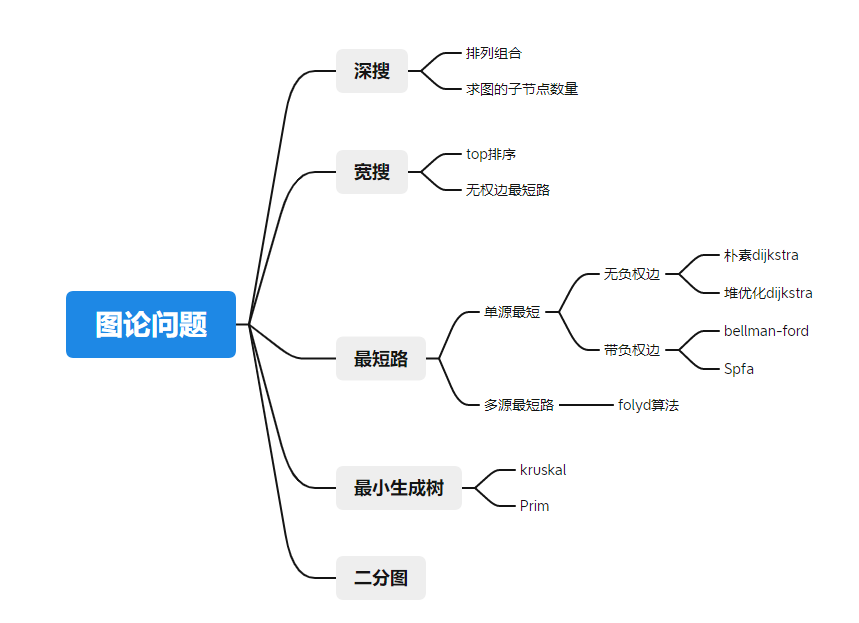 图论问题
深搜
排列组合
求图的子节点数量
宽搜
top排序
无权边最短路
最短路
单源最短
无负权边
朴素dijkstra
堆优化dijkstra
带负权边
bellman-ford
Spfa
多源最短路
folyd算法
最小生成树
kruskal
Prim
二分图